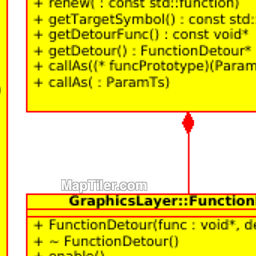 + renew( : const std::function)
+ getTargetSymbol() : const std::
+ getDetourFunc() : const void*
+ getDetour() : FunctionDetour*
+ callAs((* funcPrototype)(Param
+ callAs( : ParamTs)
MapTiler.com
GraphicsLayer::Function
+ FunctionDetour(func : void*, de
+ ~ FunctionDetour()
+ enable()